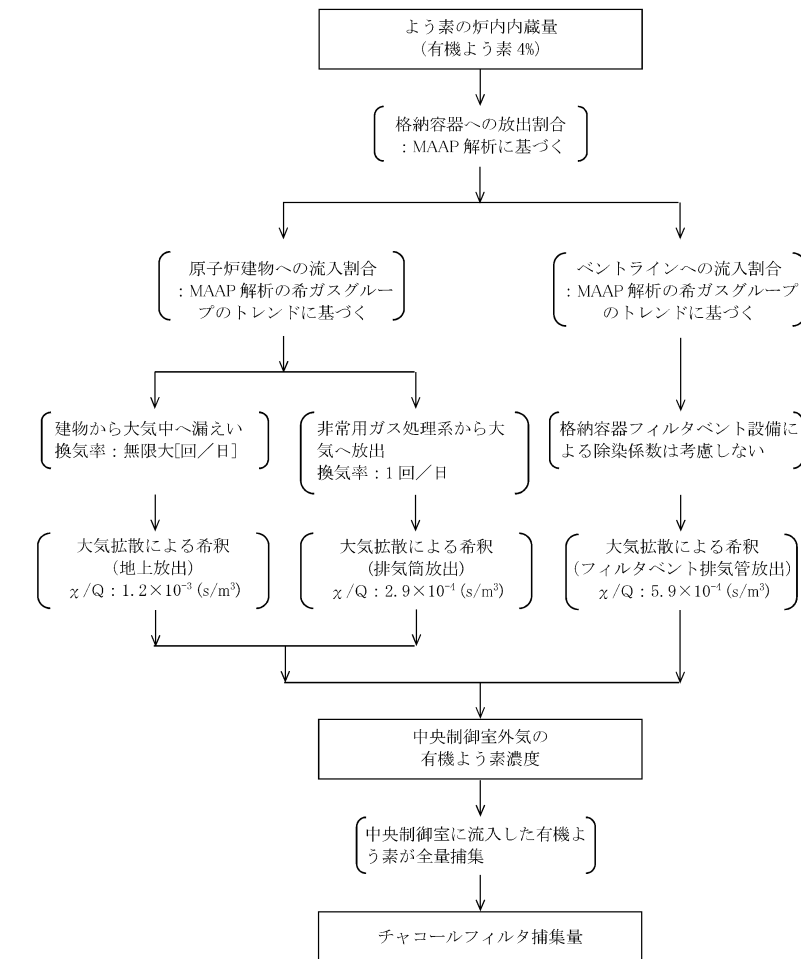 よう素の炉内内蔵量
(有機よう素 4%)
格納容器への放出割合
:MAAP 解析に基づく
原子炉建物への流入割合
:MAAP 解析の希ガスグルー
プのトレンドに基づく
ベントラインへの流入割合
:MAAP 解析の希ガスグループ
のトレンドに基づく
建物から大気中へ漏えい
換気率:無限大[回/日]
非常用ガス処理系から大
気へ放出
換気率:1 回/日
格納容器フィルタベント設備に
よる除染係数は考慮しない
大気拡散による希釈
(地上放出)
χ/Q:1.2×10⁻³ (s/m³)
大気拡散による希釈
(排気筒放出)
χ/Q:2.9×10⁻⁴ (s/m³)
大気拡散による希釈
(フィルタベント排気管放出)
χ/Q:5.9×10⁻⁴ (s/m³)
中央制御室外気の
有機よう素濃度
中央制御室に流入した有機よ
う素が全量捕集
チャコールフィルタ捕集量